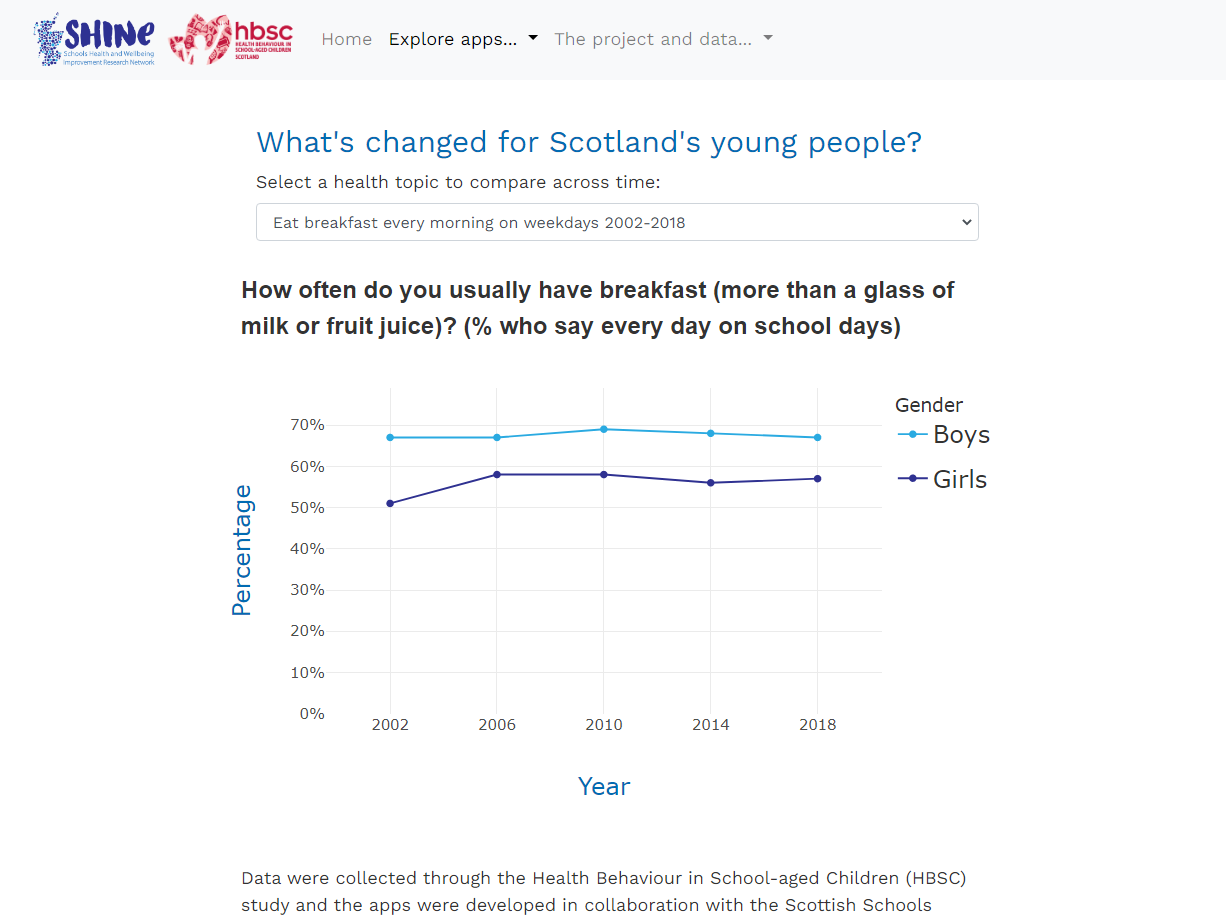 SHINE
Schools Health and Wellbeing
Improvement Research Network
hbsc
HEALTH BEHAVIOUR IN
SCHOOL-AGED CHILDREN
SCOTLAND
Home Explore apps... The project and data...
What's changed for Scotland's young people?
Select a health topic to compare across time:
Eat breakfast every morning on weekdays 2002-2018
How often do you usually have breakfast (more than a glass of
milk or fruit juice)? (% who say every day on school days)
Gender
Boys
Girls
Percentage
70%
60%
50%
40%
30%
20%
10%
0%
2002 2006 2010 2014 2018
Year
Data were collected through the Health Behaviour in School-aged Children (HBSC)
study and the apps were developed in collaboration with the Scottish Schools